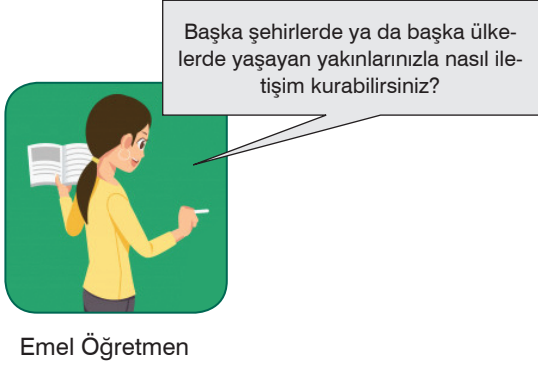 Başka şehirlerde ya da başka ülke-
lerde yaşayan yakınlarınızla nasıl ile-
tişim kurabilirsiniz?
Emel Öğretmen